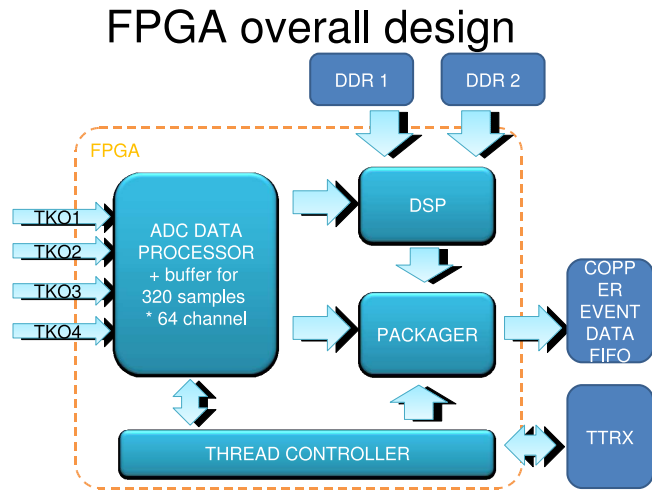 FPGA overall design
DDR 1
DDR 2
FPGA
TKO1
TKO2
TKO3
TKO4
ADC DATA
PROCESSOR
+ buffer for
320 samples
* 64 channel
DSP
PACKAGER
COPP
ER
EVENT
DATA
FIFO
THREAD CONTROLLER
TTRX